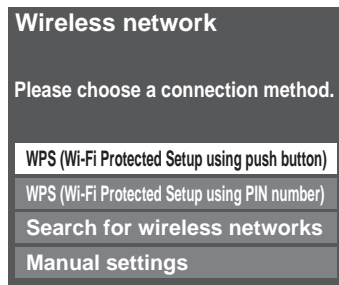 Wireless network
Please choose a connection method.
WPS (Wi-Fi Protected Setup using push button)
WPS (Wi-Fi Protected Setup using PIN number)
Search for wireless networks
Manual settings